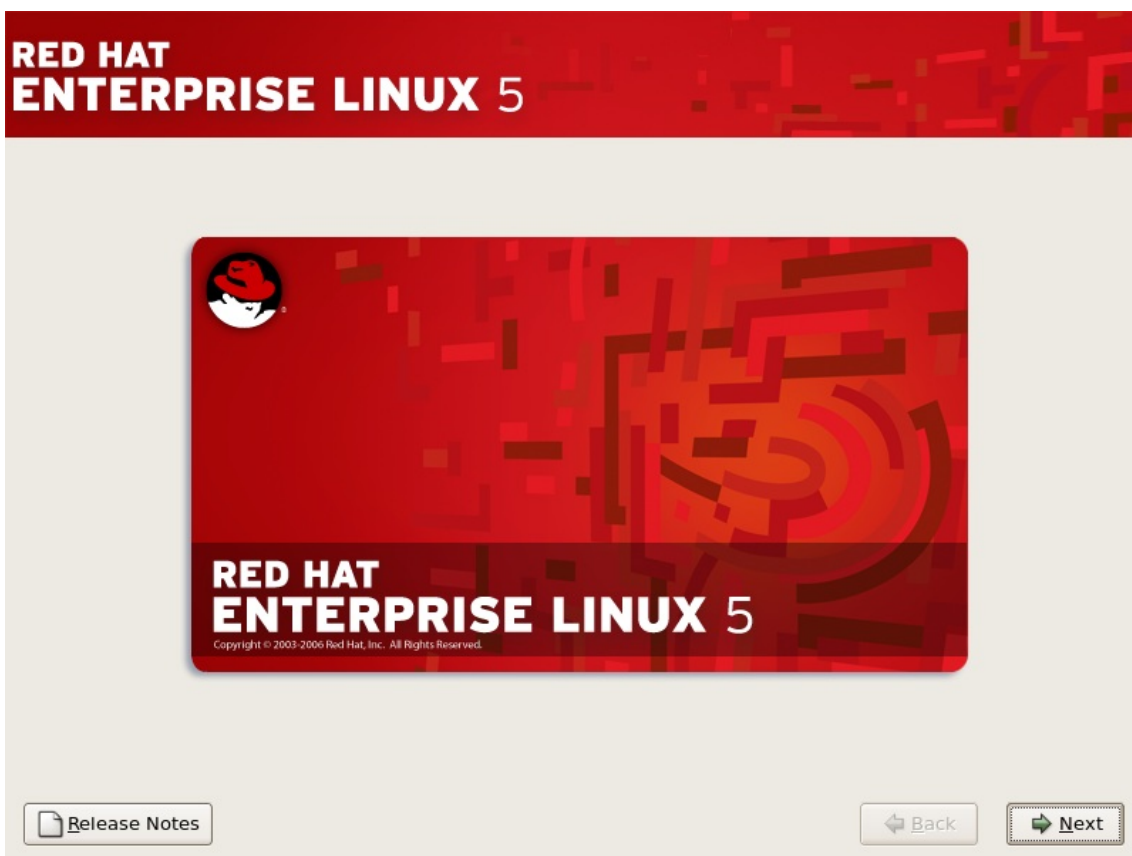 RED HAT
ENTERPRISE LINUX 5
RED HAT
ENTERPRISE LINUX 5
Copyright © 2003-2006 Red Hat, Inc. All Rights Reserved.
Release Notes
Back
Next